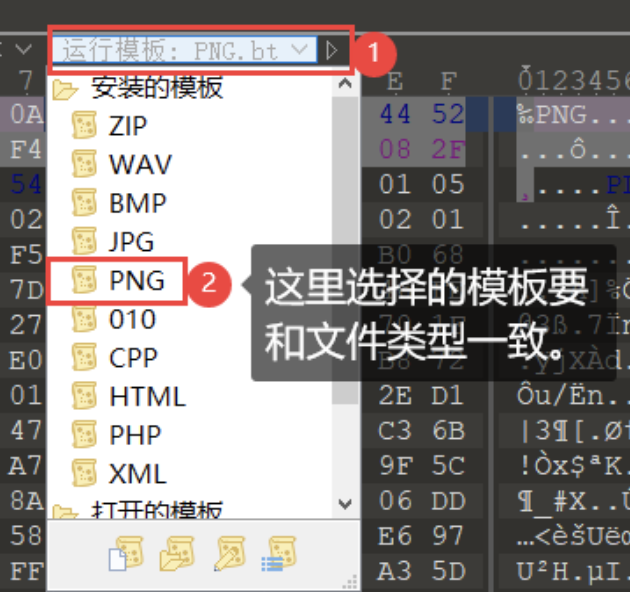 运行模板: PNG.bt
1
7
E F
0123456
安装的模板
ZIP
WAV
BMP
JPG
PNG
010
CPP
HTML
PHP
XML
打开的模板
2
这里选择的模板要
和文件类型一致。
0A
F4
54
02
F5
7D
27
E0
01
47
A7
8A
58
FF
44 52
08 2F
01 05
02 01
B0 68
2E D1
C3 6B
9F 5C
06 DD
E6 97
A3 5D
‰PNG...
...ô...
¸....P
.....Î.
.......
Ôu/Ën..
|3¶[.Øt
!Òx$ªK.
¶_#X..
…<èšUëœ
U²H.µI.